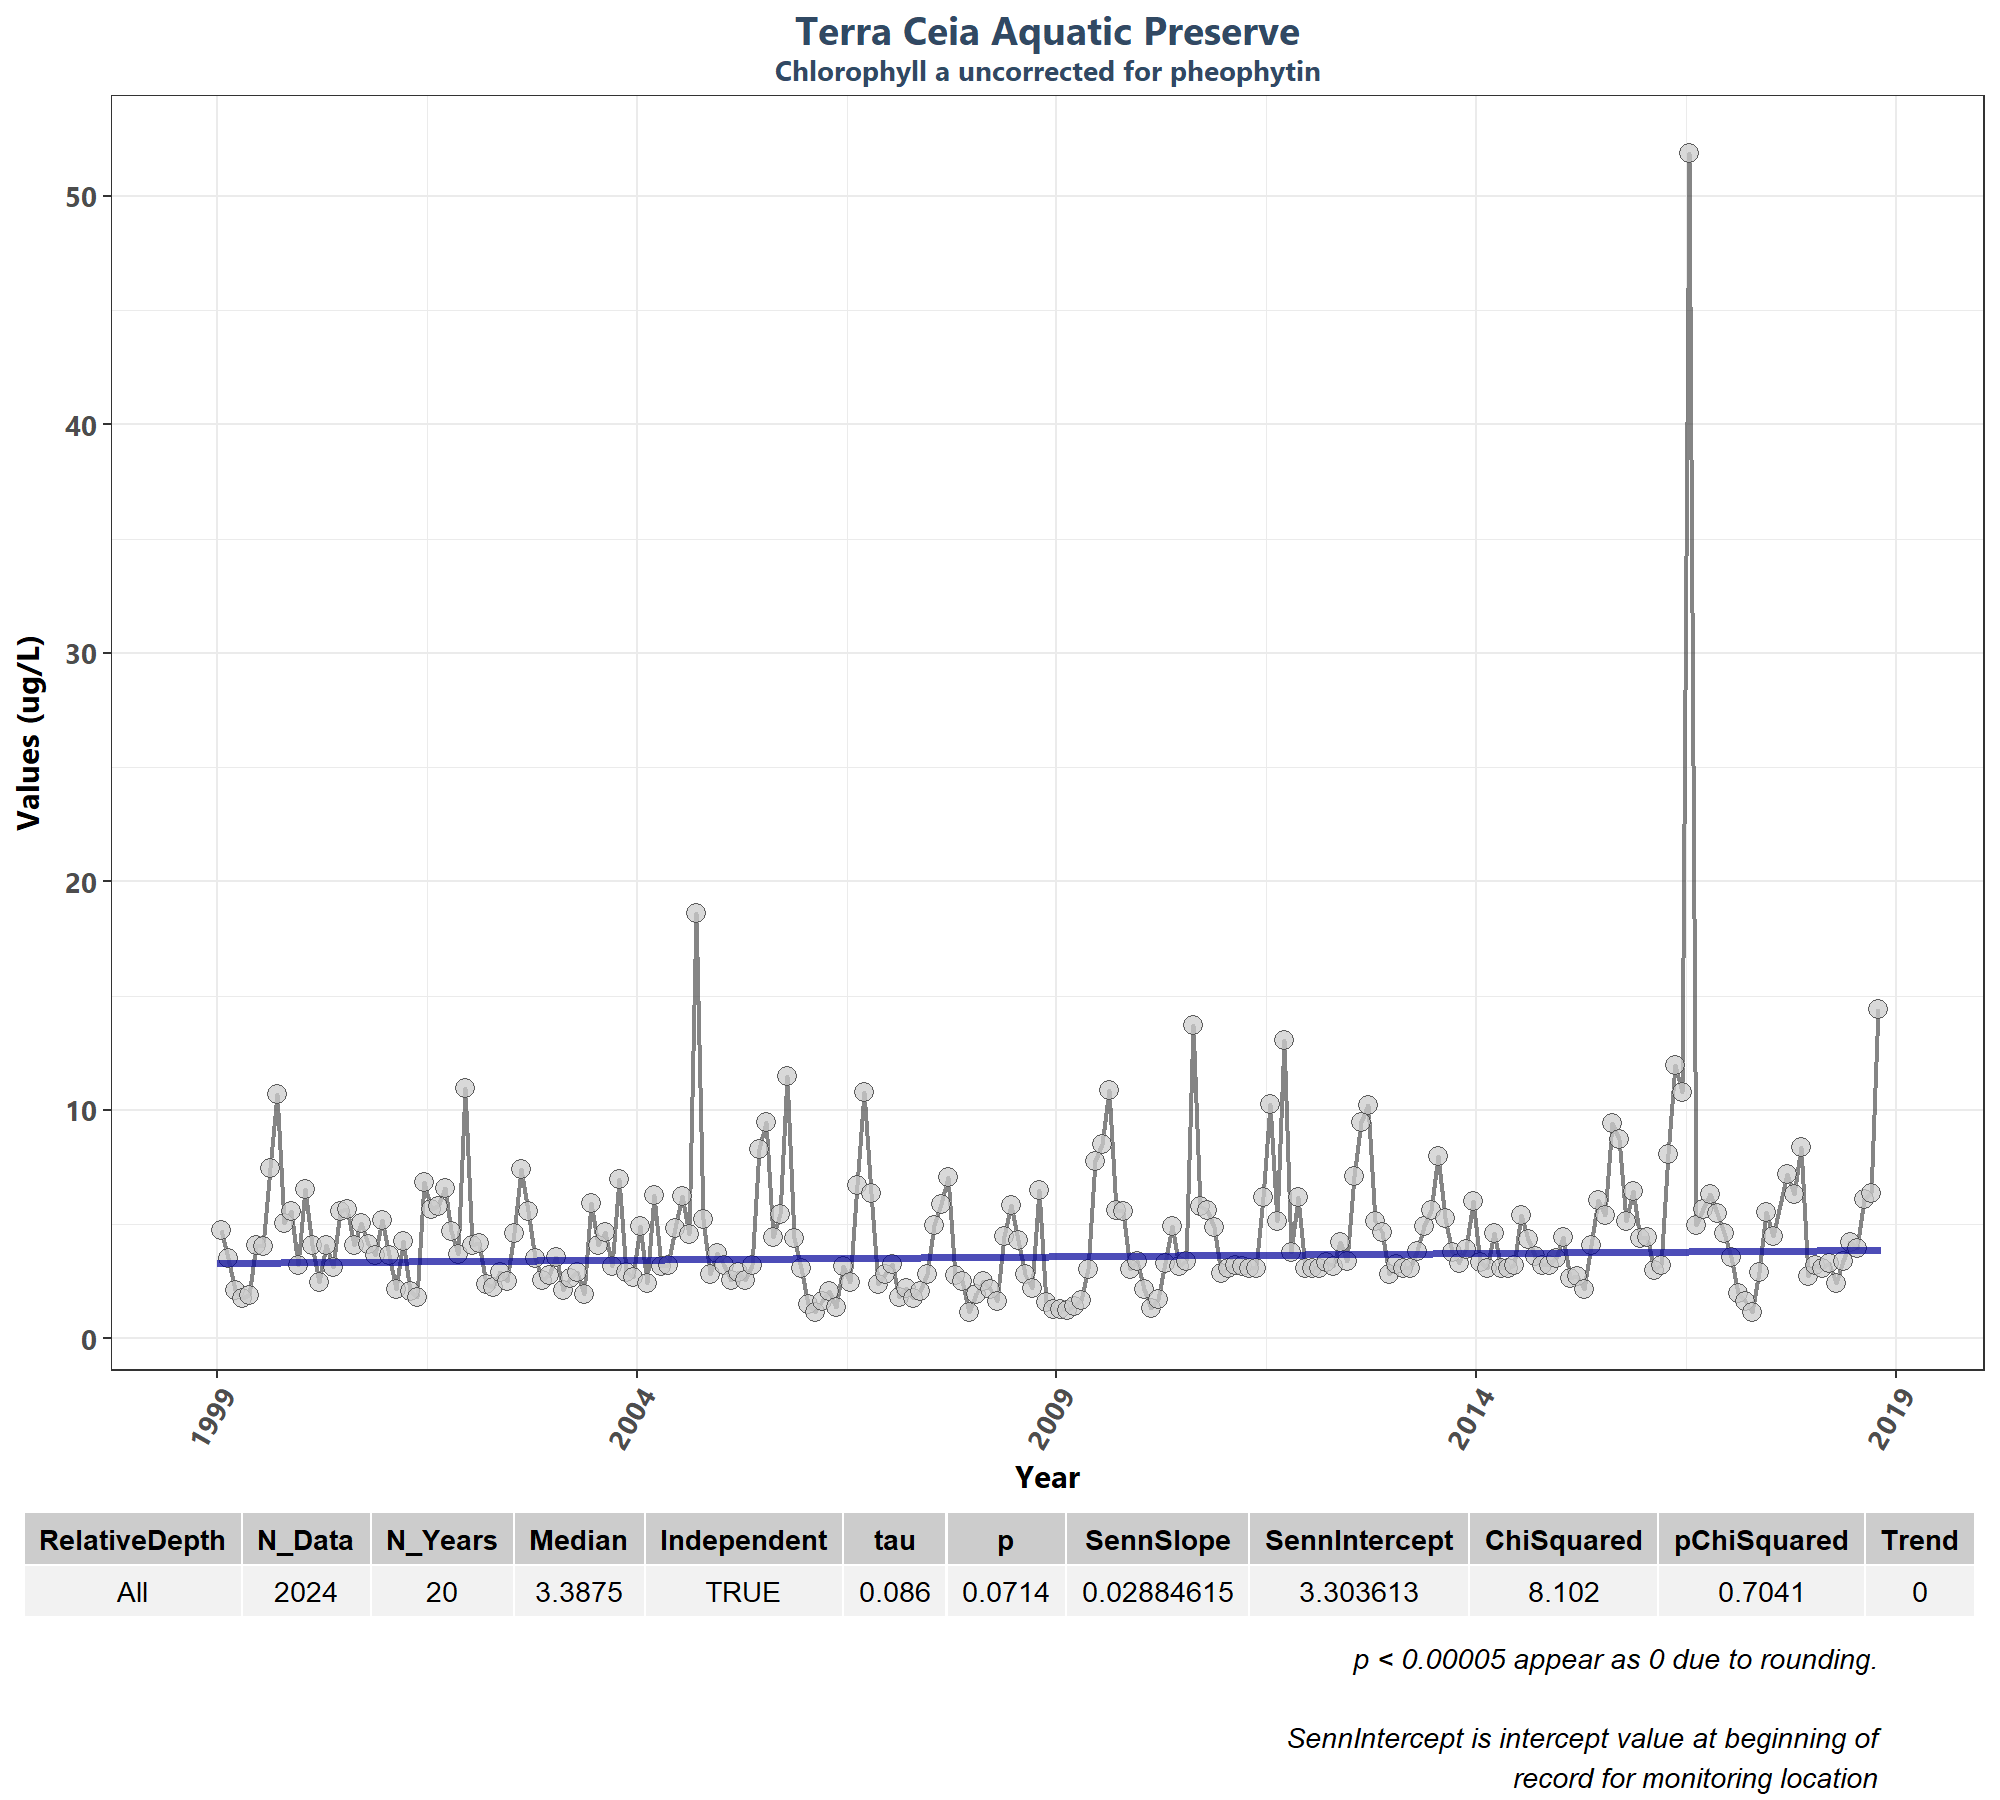 Terra Ceia Aquatic Preserve
Chlorophyll a uncorrected for pheophytin
Values (ug/L)
50
40
30
20
10
0
1999
2004
2009
2014
2019
Year
RelativeDepth N_Data N_Years Median Independent tau p SennSlope SennIntercept ChiSquared pChiSquared Trend
All 2024 20 3.3875 TRUE 0.086 0.0714 0.02884615 3.303613 8.102 0.7041 0
p < 0.00005 appear as 0 due to rounding.
SennIntercept is intercept value at beginning of
record for monitoring location